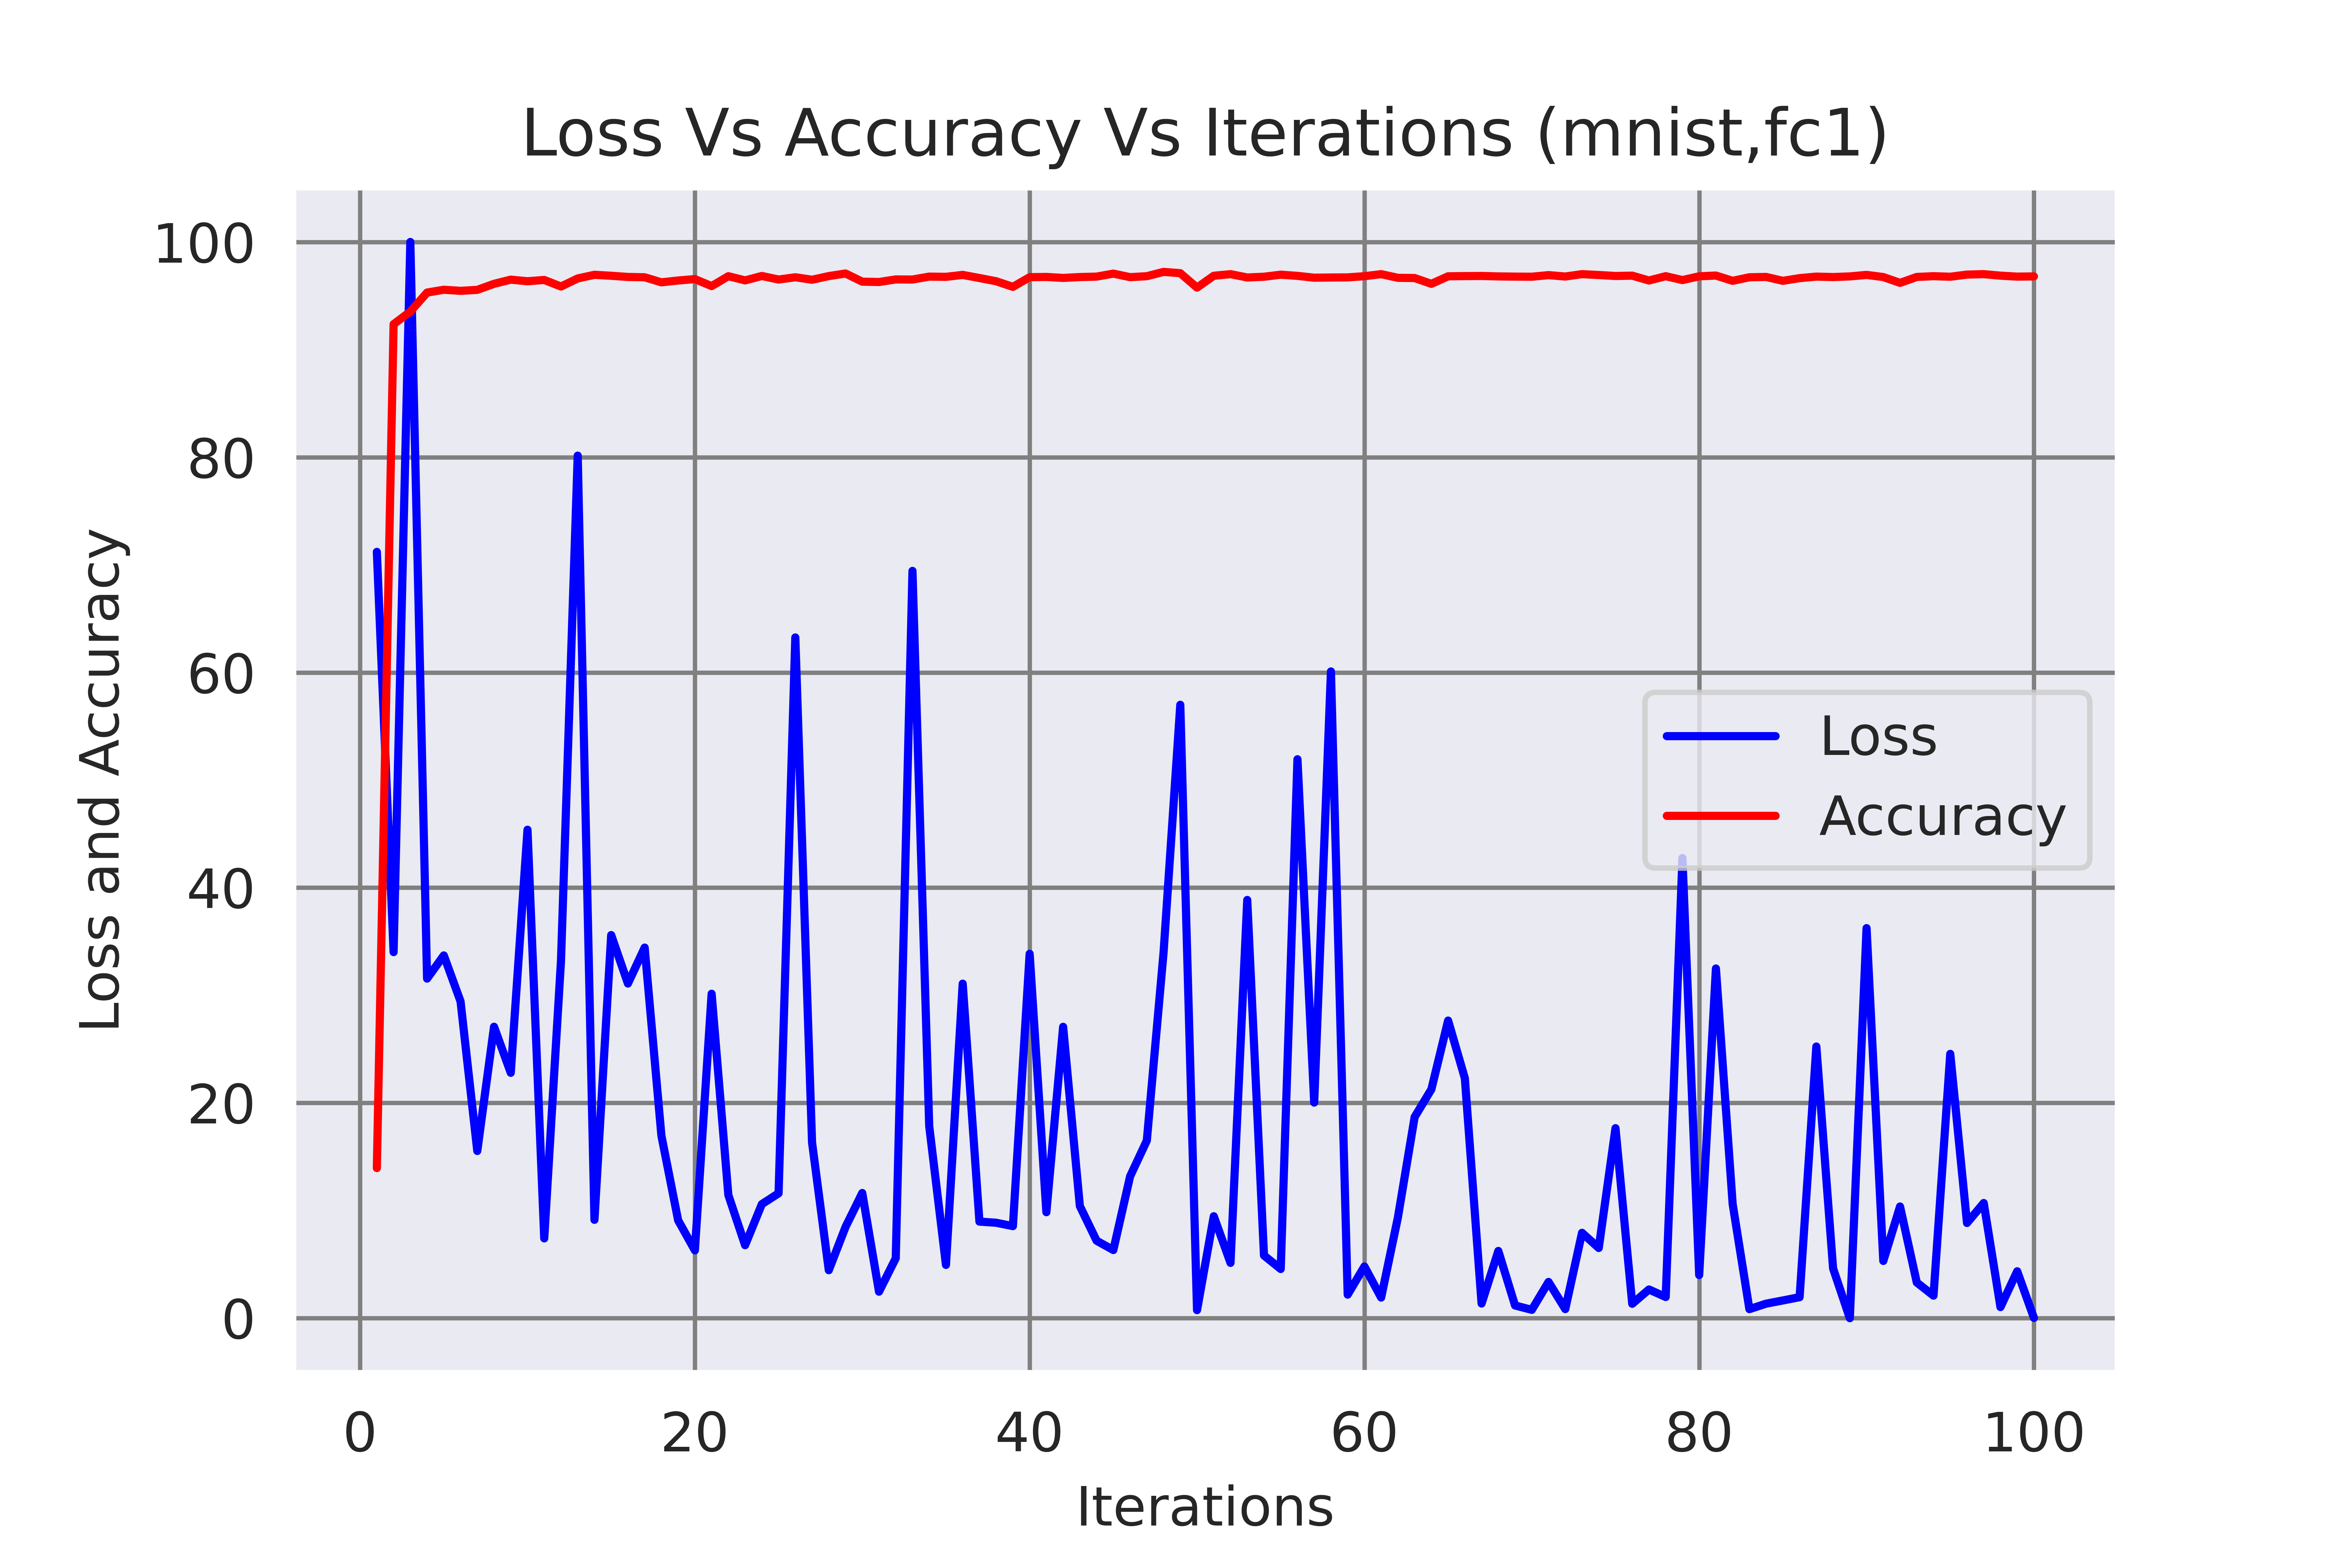 Loss Vs Accuracy Vs Iterations (mnist,fc1)
100
80
60
40
20
0
Loss and Accuracy
Loss
Accuracy
0 20 40 60 80 100
Iterations